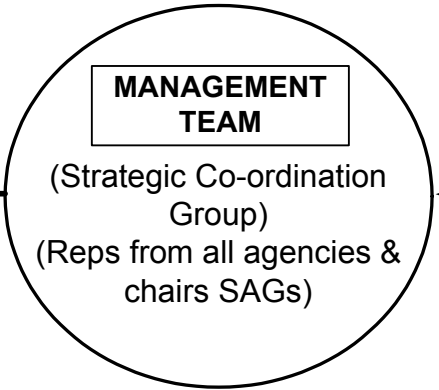 MANAGEMENT
TEAM
(Strategic Co-ordination
Group)
(Reps from all agencies &
chairs SAGs)